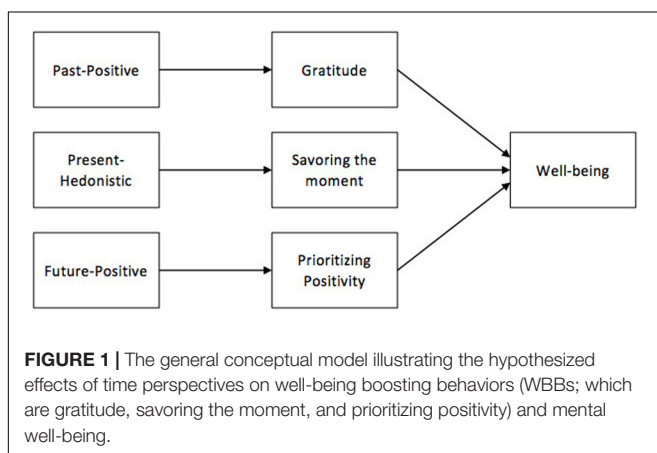 Past-Positive
Gratitude
Present-
Hedonistic
Savoring the
moment
Well-being
Future-Positive
Prioritizing
Positivity
FIGURE 1 | The general conceptual model illustrating the hypothesized
effects of time perspectives on well-being boosting behaviors (WBBs; which
are gratitude, savoring the moment, and prioritizing positivity) and mental
well-being.